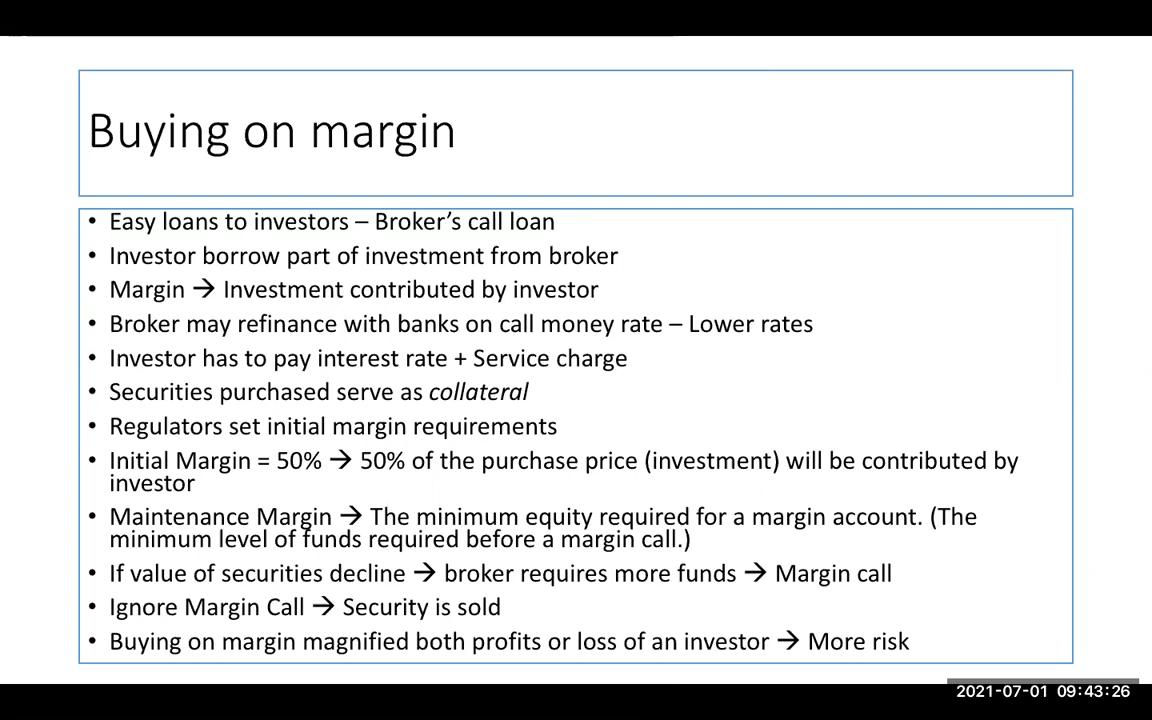 Buying on margin
• Easy loans to investors – Broker’s call loan
• Investor borrow part of investment from broker
• Margin → Investment contributed by investor
• Broker may refinance with banks on call money rate – Lower rates
• Investor has to pay interest rate + Service charge
• Securities purchased serve as collateral
• Regulators set initial margin requirements
• Initial Margin = 50% → 50% of the purchase price (investment) will be contributed by
investor
• Maintenance Margin → The minimum equity required for a margin account. (The
minimum level of funds required before a margin call.)
• If value of securities decline → broker requires more funds → Margin call
• Ignore Margin Call → Security is sold
• Buying on margin magnified both profits or loss of an investor → More risk
2021-07-01 09:43:26